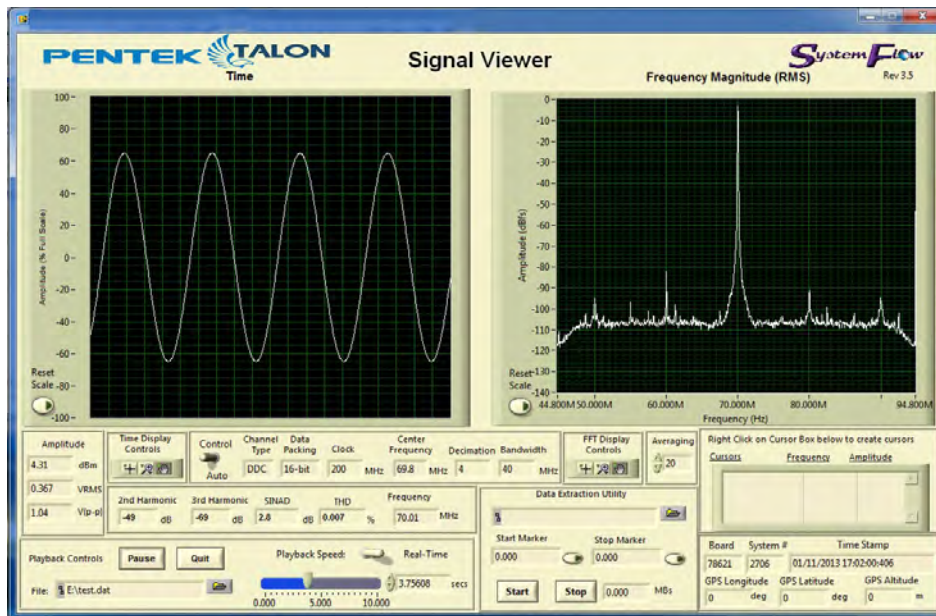 PENTEK TALON
Signal Viewer
SystemFlow
Rev 3.5
Time
100
80
60
40
20
0
-20
-40
-60
-80
-100
Amplitude (% Full Scale)
Reset
Scale
Frequency Magnitude (RMS)
0
-10
-20
-30
-40
-50
-60
-70
-80
-90
-100
-110
-120
-130
-140
Amplitude (dBfs)
Reset
Scale
44.800M 50.000M 60.000M 70.000M 80.000M 94.800M
Frequency (Hz)
Amplitude
4.31 dBm
0.367 VRMS
1.04 V(p-p)
Time Display
Controls
Control
Auto
Channel
Type
DDC
Data
Packing
16-bit
Clock
200 MHz
Center
Frequency
69.8 MHz
Decimation
4
Bandwidth
40 MHz
FFT Display
Controls
Averaging
20
Right Click on Cursor Box below to create cursors
Cursors Frequency Amplitude
2nd Harmonic
-49 dB
3rd Harmonic
-69 dB
SINAD
2.8 dB
THD
0.007 %
Frequency
70.01 MHz
Data Extraction Utility
Start Marker
0.000
Stop Marker
0.000
Start
Stop
0.000 MBs
Playback Controls
Pause
Quit
Playback Speed:
Real-Time
File: E:\test.dat
0.000 5.000 10.000
3.75608 secs
Board System # Time Stamp
78621 2706 01/11/2013 17:02:00:406
GPS Longitude GPS Latitude GPS Altitude
0 deg 0 deg 0 m